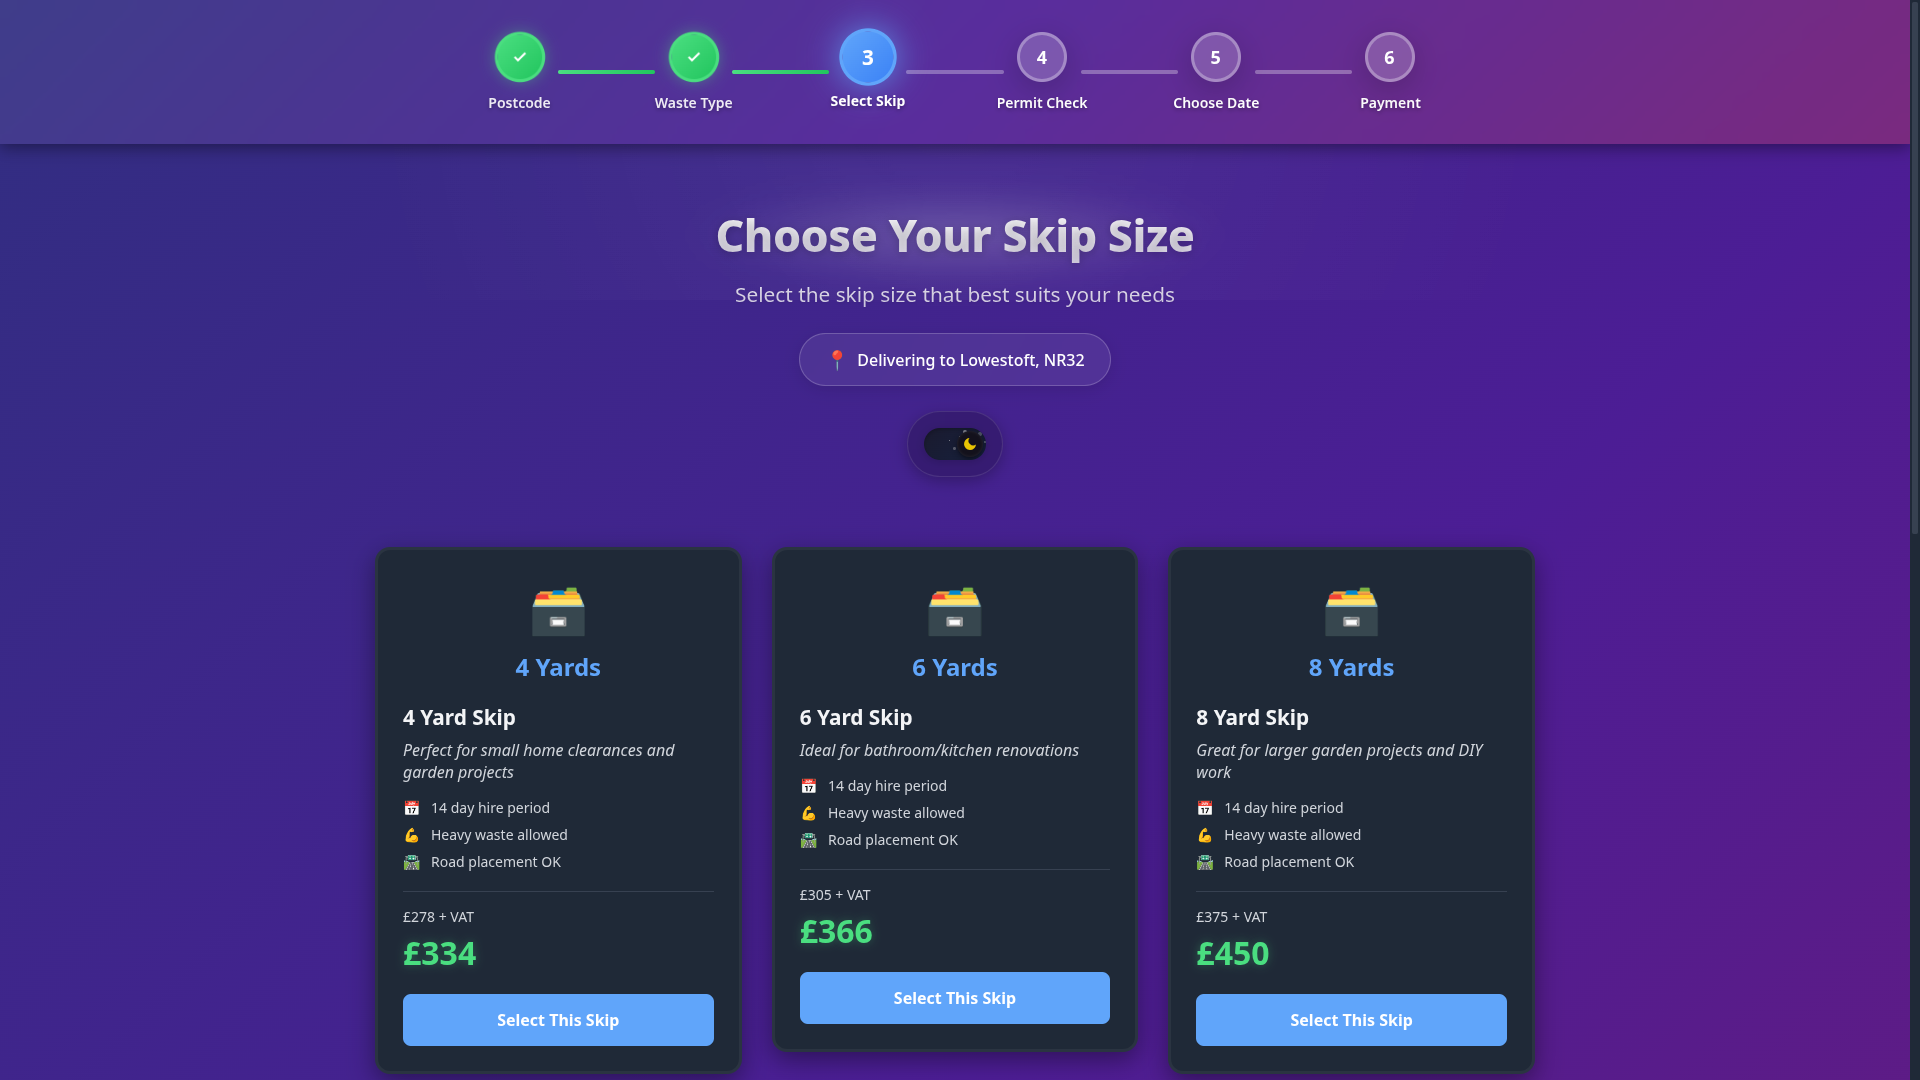 3
4
5
6
Postcode
Waste Type
Select Skip
Permit Check
Choose Date
Payment
Choose Your Skip Size
Select the skip size that best suits your needs
Delivering to Lowestoft, NR32
4 Yards
4 Yard Skip
Perfect for small home clearances and
garden projects
14 day hire period
Heavy waste allowed
Road placement OK
£278 + VAT
£334
Select This Skip
6 Yards
6 Yard Skip
Ideal for bathroom/kitchen renovations
14 day hire period
Heavy waste allowed
Road placement OK
£305 + VAT
£366
Select This Skip
8 Yards
8 Yard Skip
Great for larger garden projects and DIY
work
14 day hire period
Heavy waste allowed
Road placement OK
£375 + VAT
£450
Select This Skip